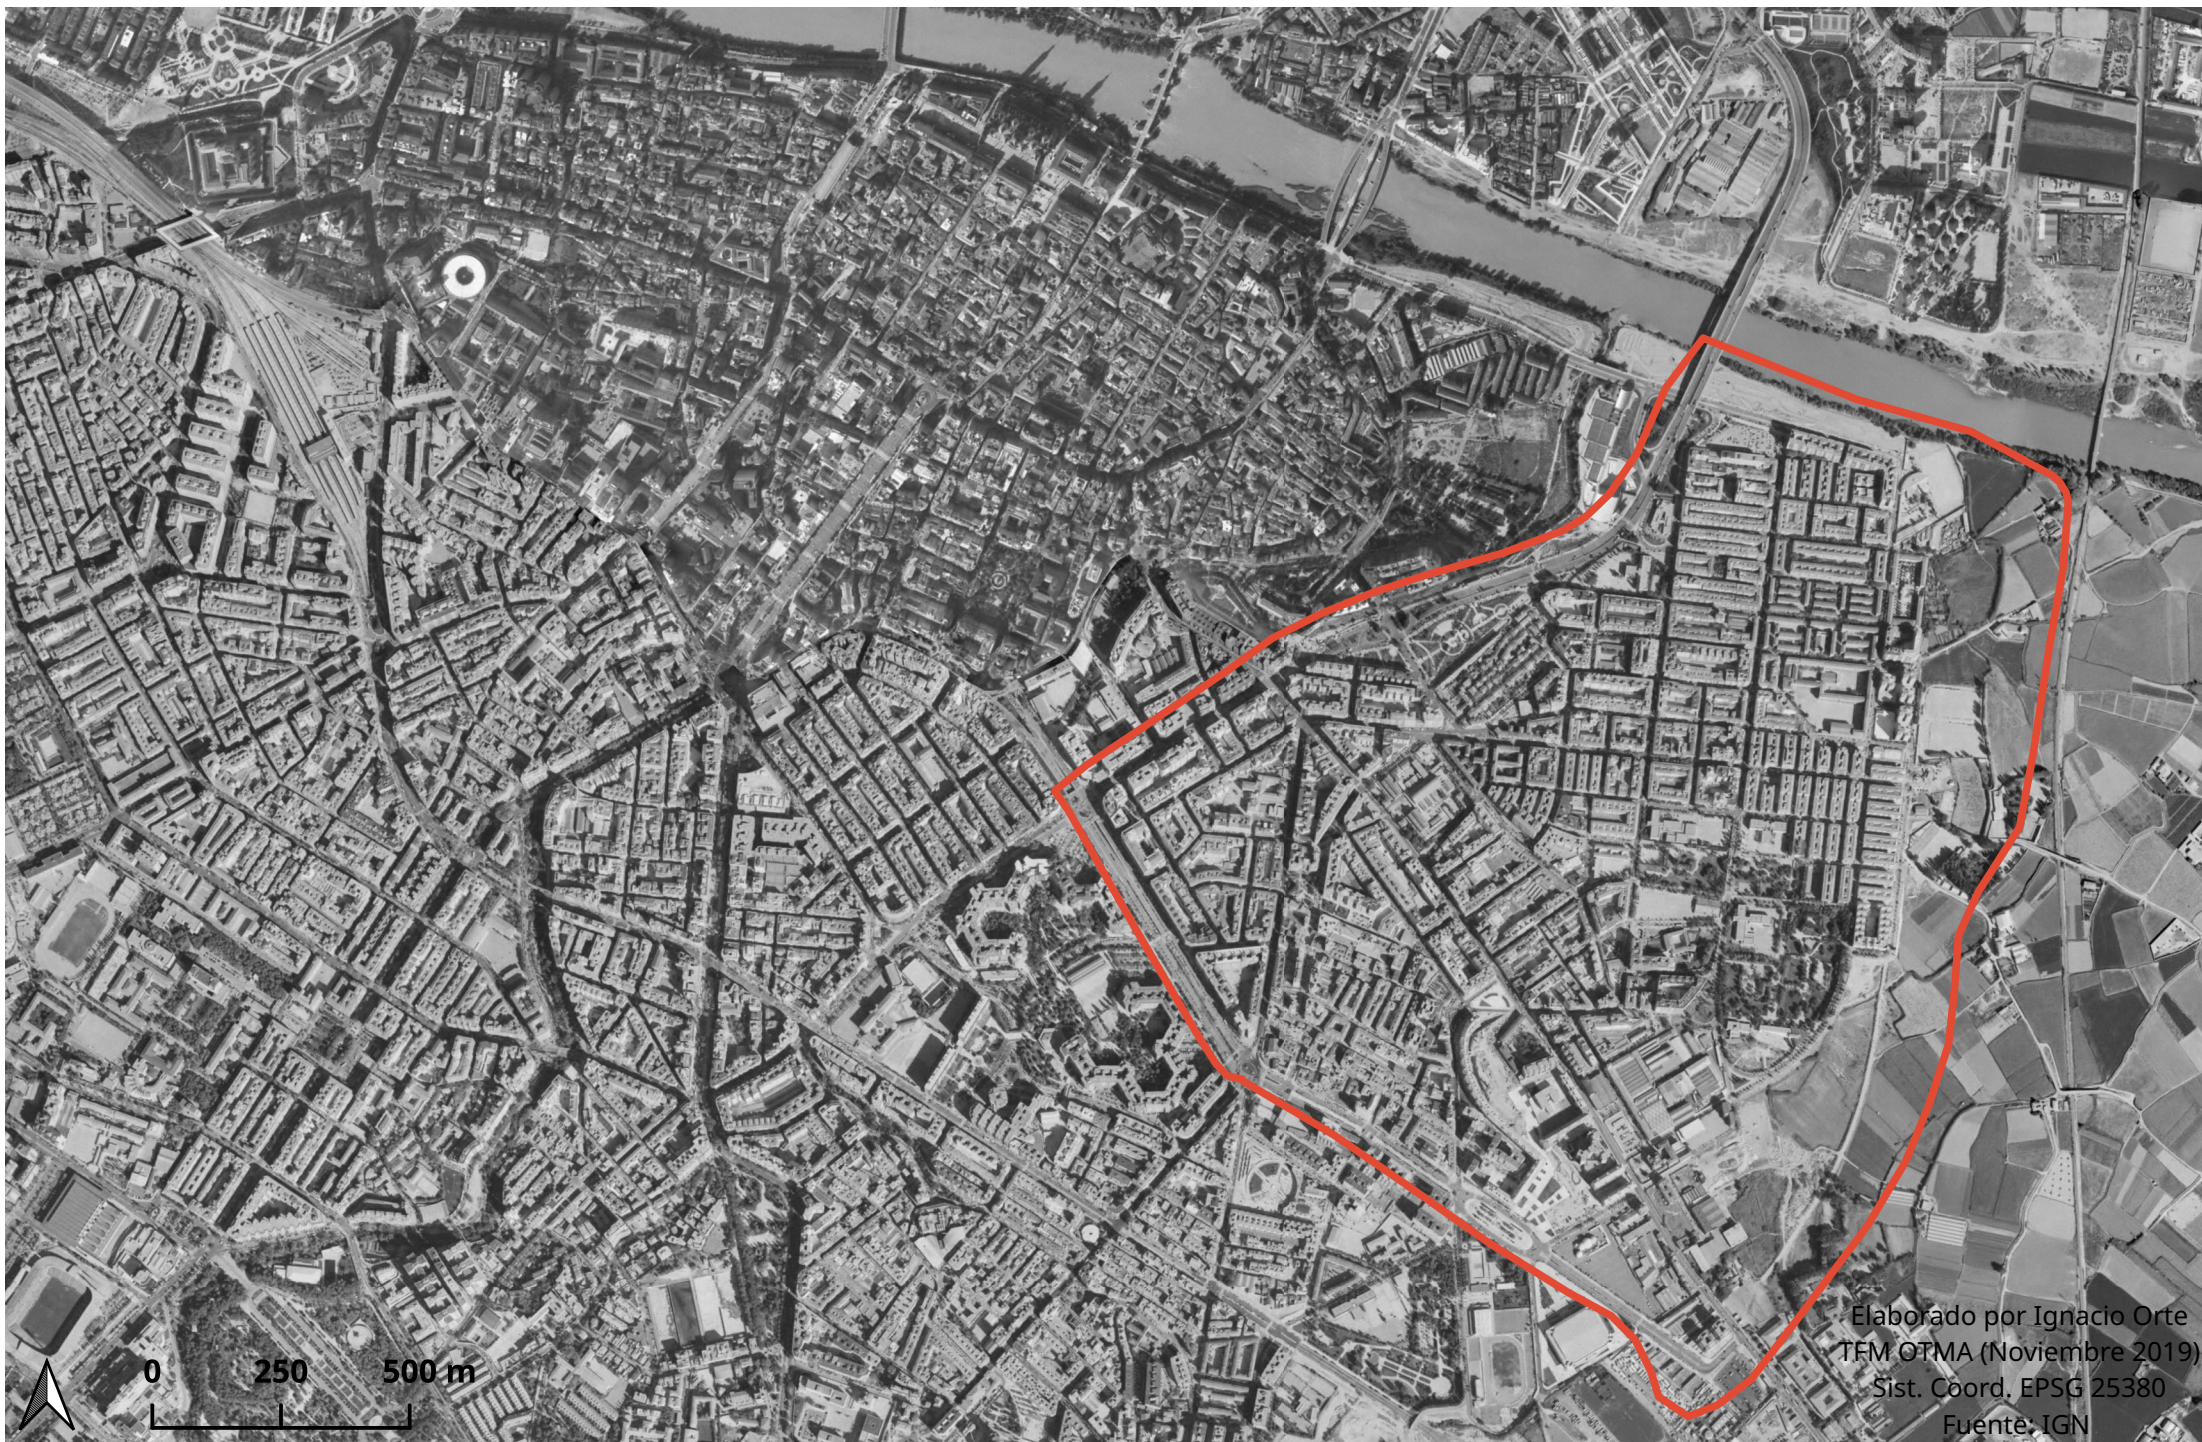 0 250 500 m
Elaborado por Ignacio Orte
TFM OTMA (Noviembre 2019)
Sist. Coord. EPSG 25380
Fuente: IGN